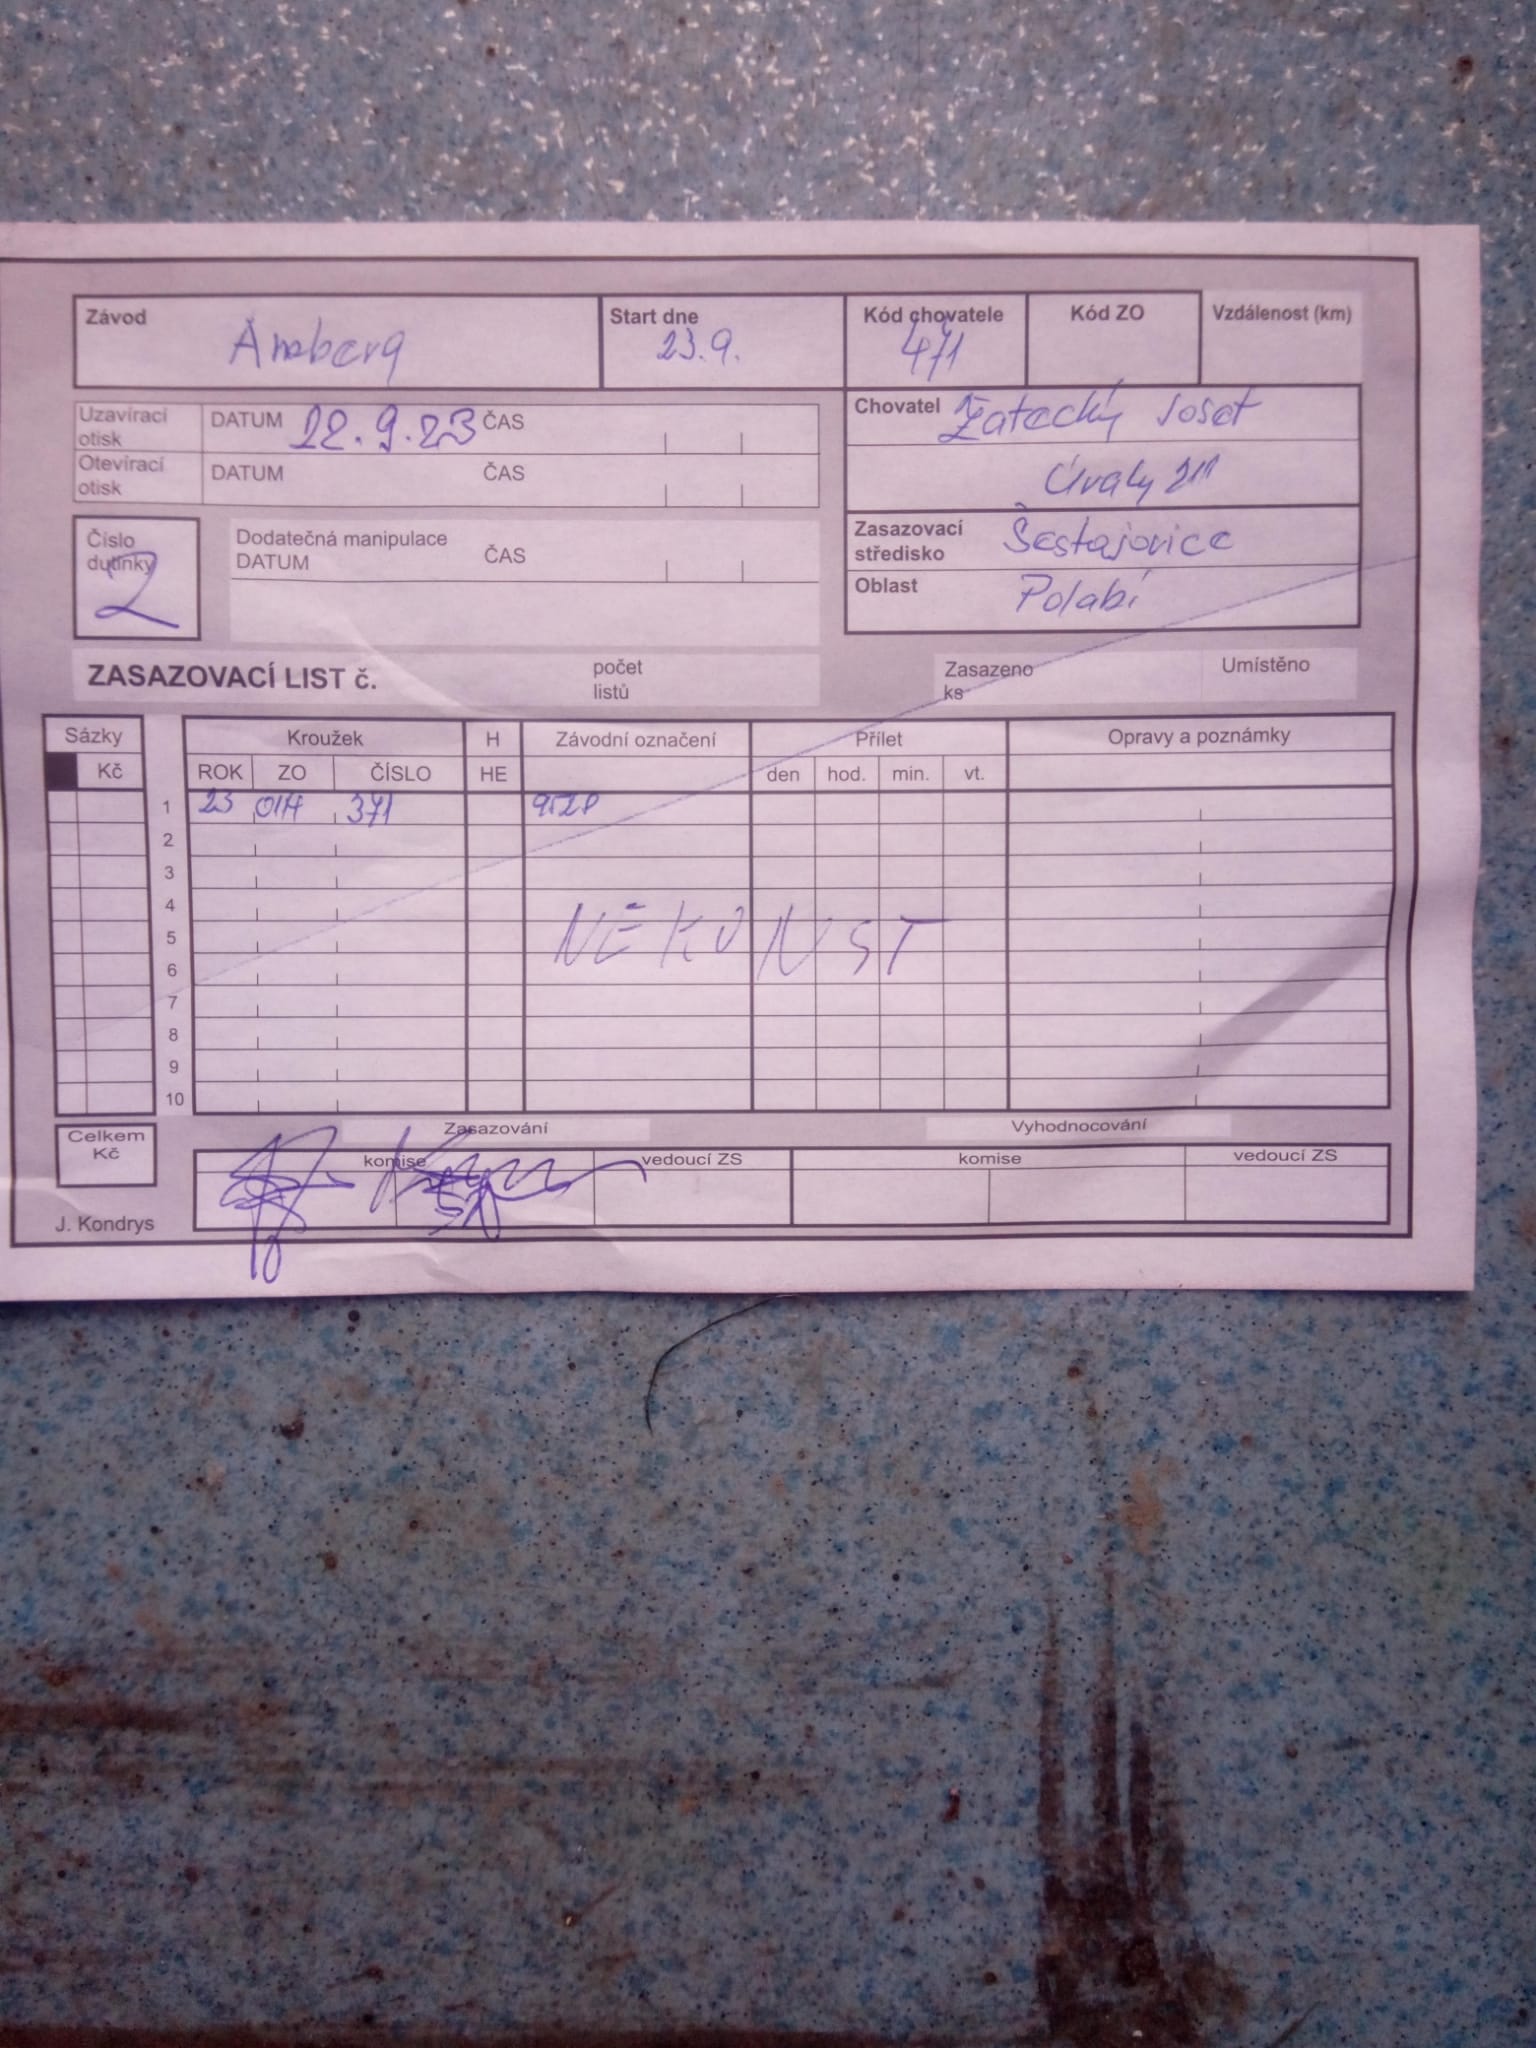 Závod Start dne Kód chovatele Kód ZO Vzdálenost (km)
Amberg 23.9. 471
Uzavírací otisk DATUM 22.9.23 ČAS
Otevírací otisk DATUM ČAS
Chovatel Žatecký Josef
Úvaly 211
Číslo dutinky 2
Dodatečná manipulace
DATUM ČAS
Zasazovací středisko Šestajovice
Oblast Polabí
ZASAZOVACÍ LIST č. počet listů Zasazeno ks Umístěno
Sázky Kroužek H Závodní označení Přílet Opravy a poznámky
Kč ROK ZO ČÍSLO HE den hod. min. vt.
1 23 371
2
3
4
5
6
7
8
9
10
Celkem Kč
Zasazování Vyhodnocování
komise vedoucí ZS komise vedoucí ZS
J. Kondrys